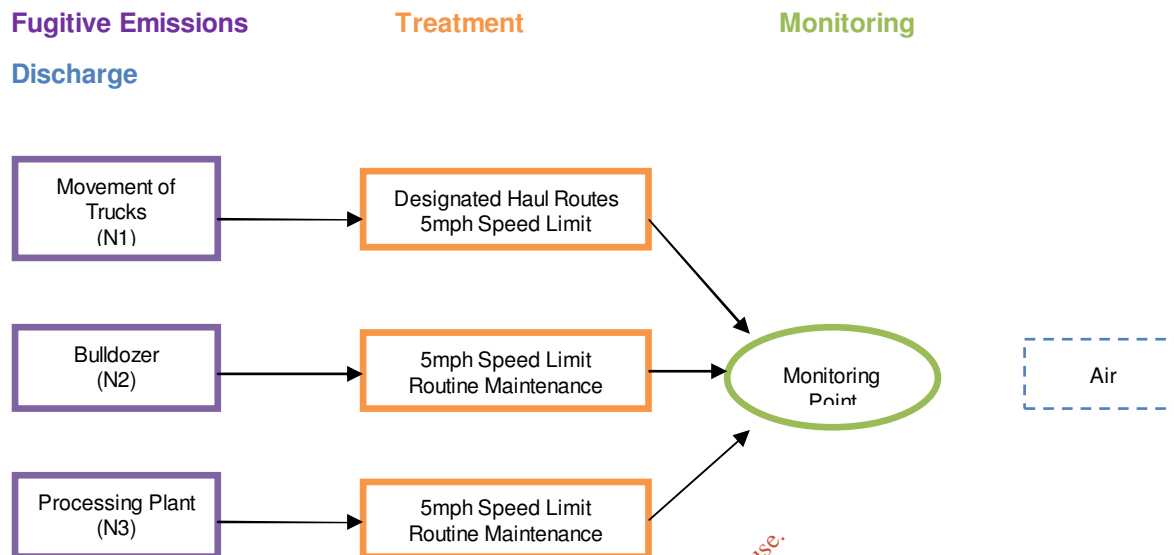 Fugitive Emissions Treatment Monitoring
Discharge
Movement of
Trucks
(N1)
Designated Haul Routes
5mph Speed Limit
Bulldozer
(N2)
5mph Speed Limit
Routine Maintenance
Monitoring
Point
Air
Processing Plant
(N3)
5mph Speed Limit
Routine Maintenance